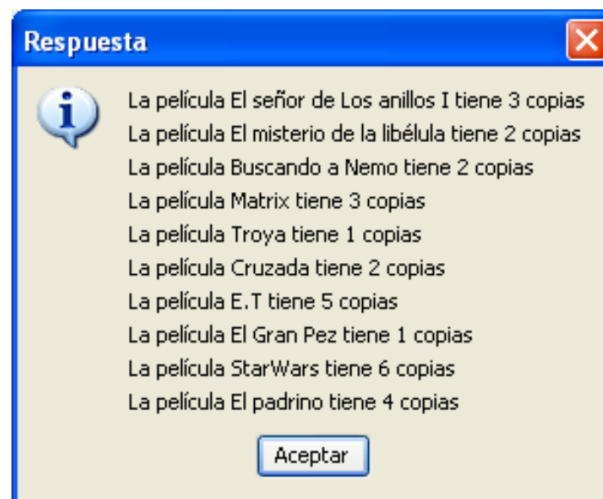 Respuesta
La película El señor de Los anillos I tiene 3 copias
La película El misterio de la libélula tiene 2 copias
La película Buscando a Nemo tiene 2 copias
La película Matrix tiene 3 copias
La película Troya tiene 1 copias
La película Cruzada tiene 2 copias
La película E.T tiene 5 copias
La película El Gran Pez tiene 1 copias
La película StarWars tiene 6 copias
La película El padrino tiene 4 copias
Aceptar